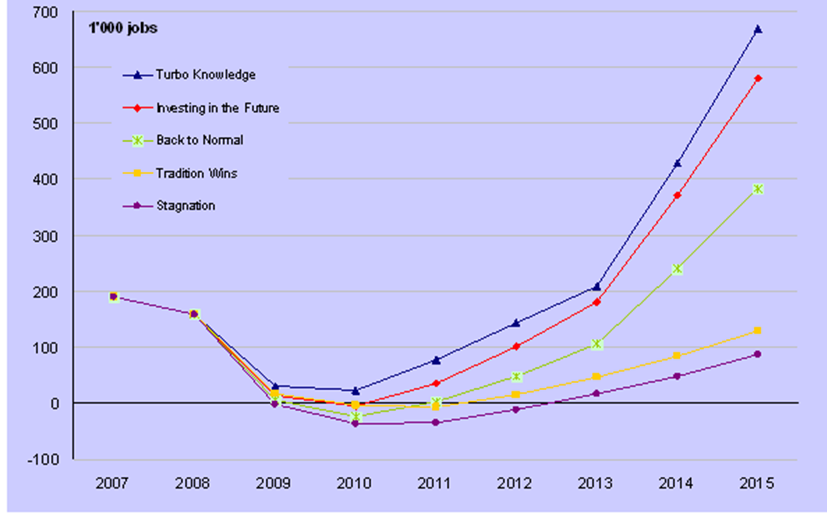 700
1'000 jobs
600
500
400
300
200
100
0
-100
Turbo Knowledge
Investing in the Future
Back to Normal
Tradition Wins
Stagnation
2007 2008 2009 2010 2011 2012 2013 2014 2015